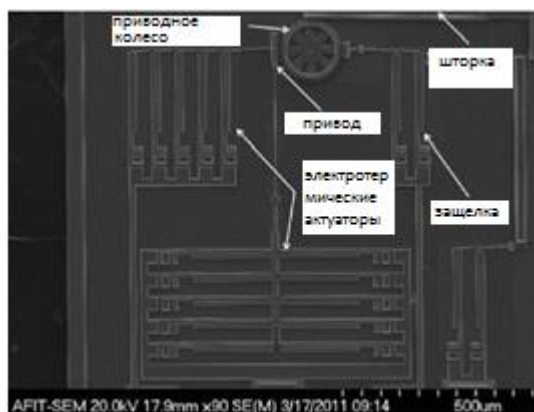 приводное
колесо
шторка
привод
электротер
мические
актуаторы
защелка
AFIT-SEM 20.0kV 17.9mm x90 SE(M) 3/17/2011 09:14
500um